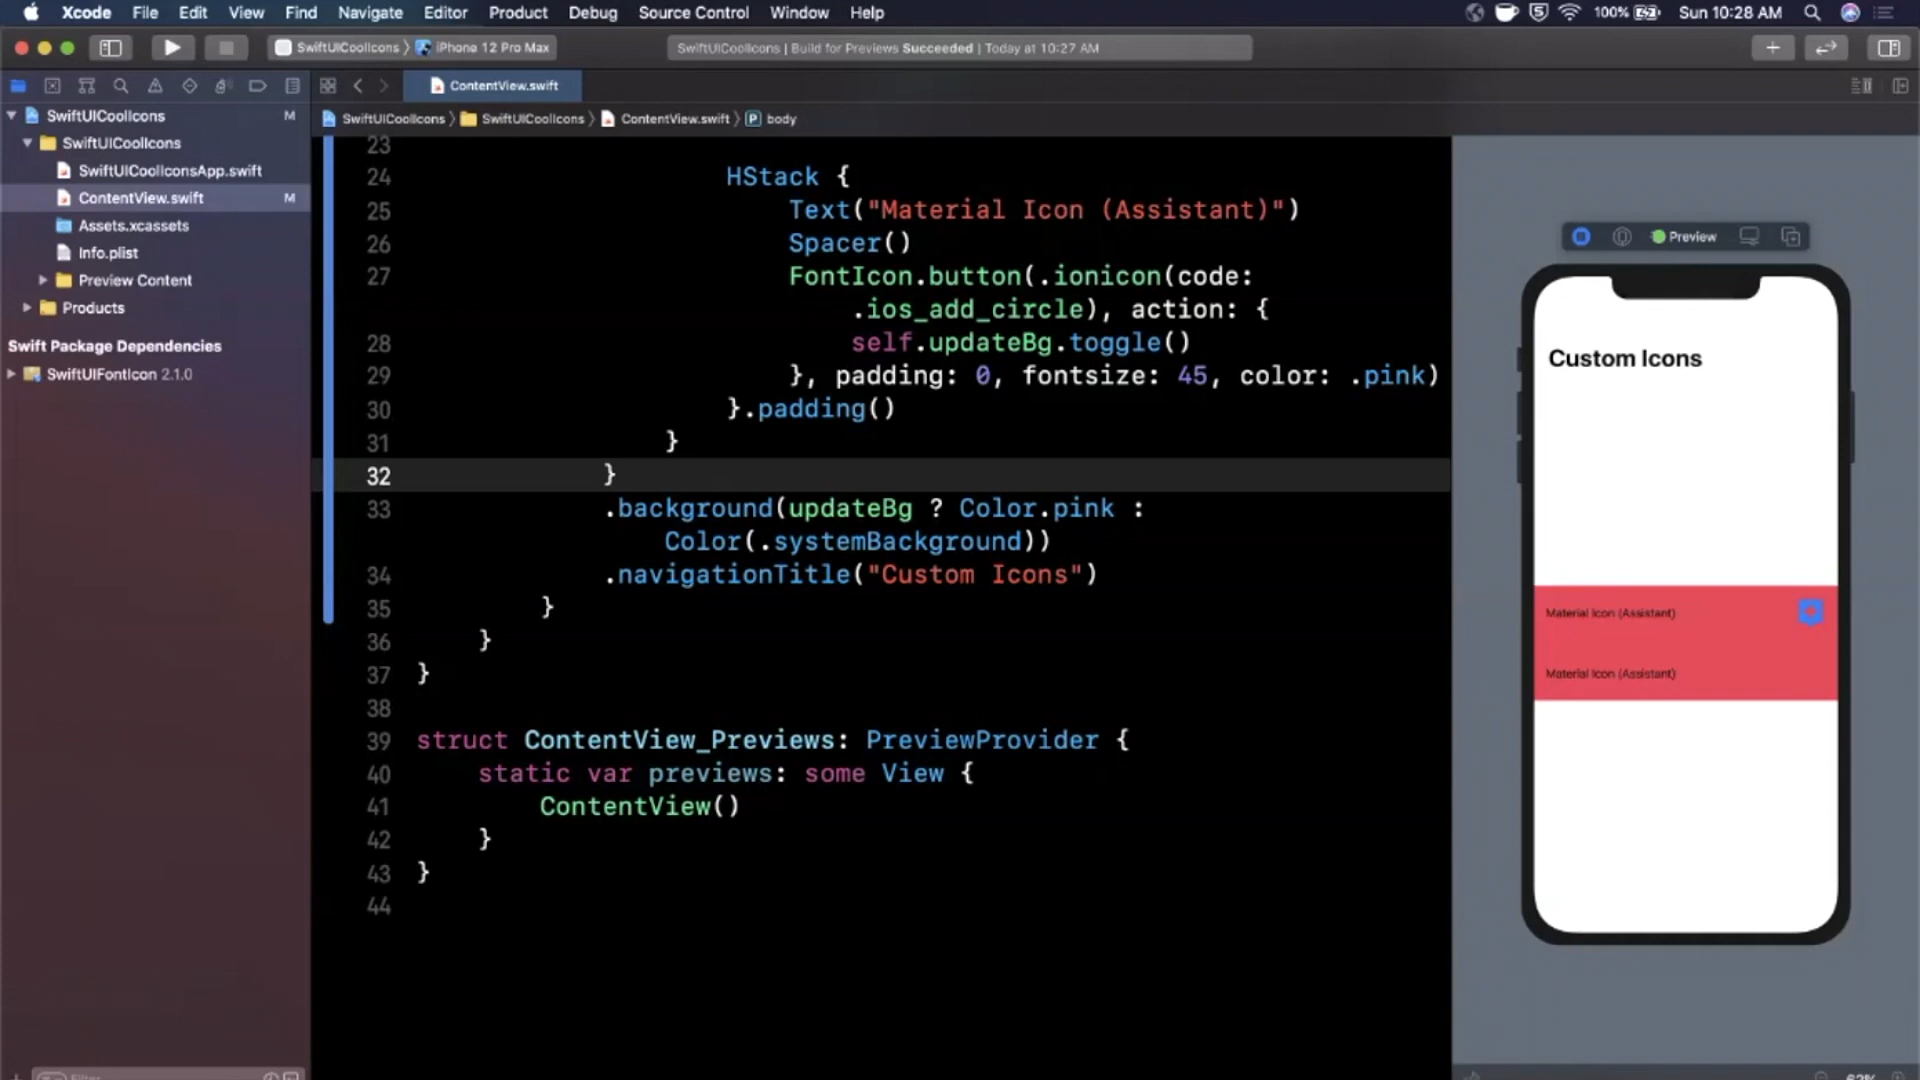 Xcode File Edit View Find Navigate Editor Product Debug Source Control Window Help 100% Sun 10:28 AM
SwiftUICoolIcons 〉 iPhone 12 Pro Max
SwiftUICoolIcons | Build for Previews Succeeded | Today at 10:27 AM
ContentView.swift
SwiftUICoolIcons 〉 SwiftUICoolIcons 〉 ContentView.swift 〉 P body
SwiftUICoolIcons M
SwiftUICoolIcons
SwiftUICoolIconsApp.swift
ContentView.swift M
Assets.xcassets
Info.plist
Preview Content
Products
Swift Package Dependencies
SwiftUIFontIcon 2.1.0
23
24 HStack {
25 Text("Material Icon (Assistant)")
26 Spacer()
27 FontIcon.button(.ionicon(code:
.ios_add_circle), action: {
28 self.updateBg.toggle()
29 }, padding: 0, fontsize: 45, color: .pink)
30 }.padding()
31 }
32 }
33 .background(updateBg ? Color.pink :
Color(.systemBackground))
34 .navigationTitle("Custom Icons")
35 }
36 }
37 }
38
39 struct ContentView_Previews: PreviewProvider {
40 static var previews: some View {
41 ContentView()
42 }
43 }
44
Preview
Custom Icons
Material Icon (Assistant)
Material Icon (Assistant)